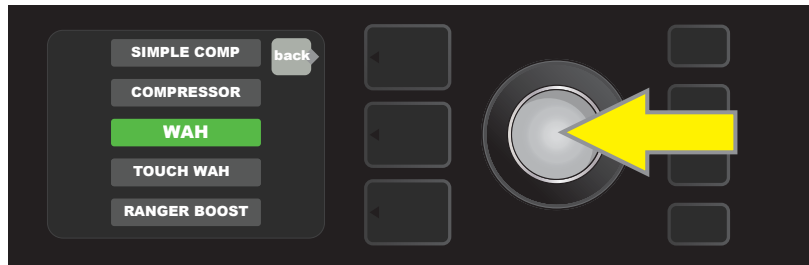 SIMPLE COMP
back
COMPRESSOR
WAH
TOUCH WAH
RANGER BOOST